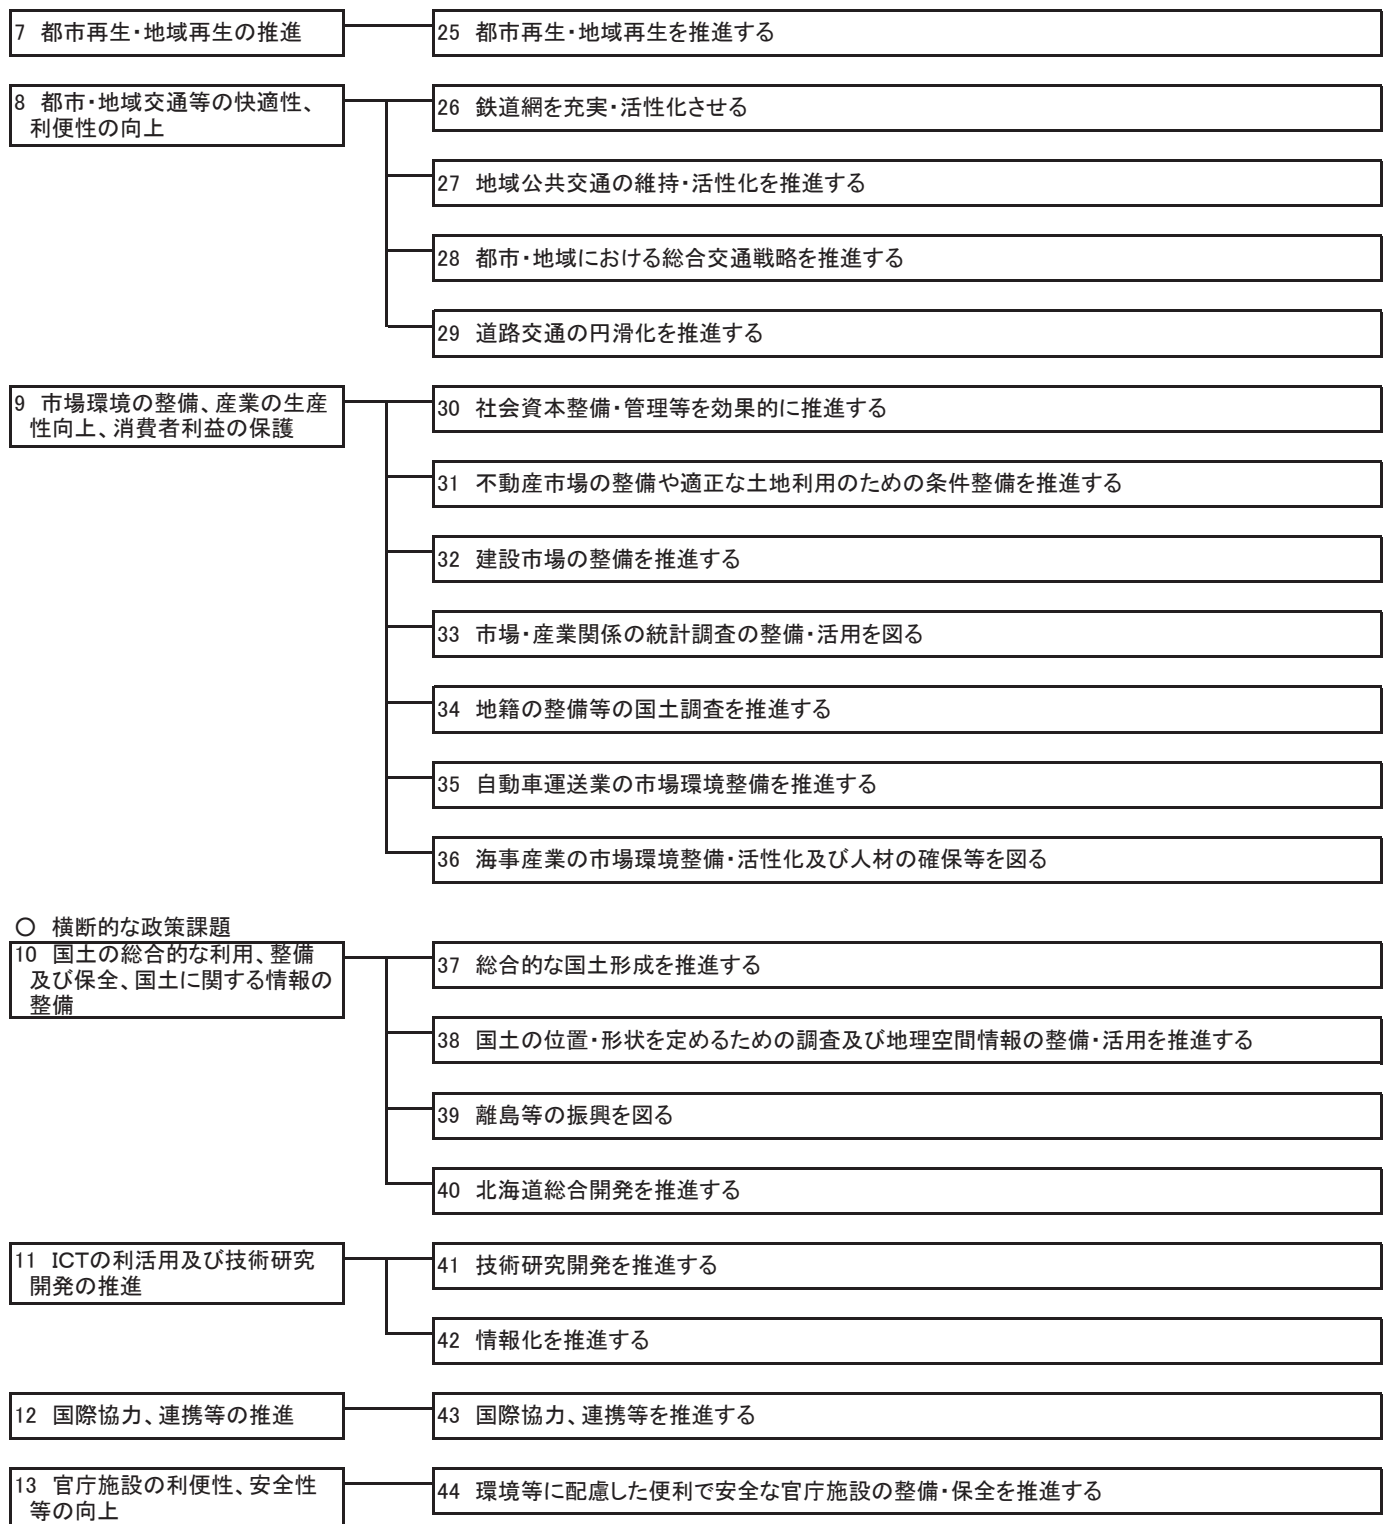 7 都市再生・地域再生の推進
25 都市再生・地域再生を推進する
8 都市・地域交通等の快適性、
利便性の向上
26 鉄道網を充実・活性化させる
27 地域公共交通の維持・活性化を推進する
28 都市・地域における総合交通戦略を推進する
29 道路交通の円滑化を推進する
9 市場環境の整備、産業の生産
性向上、消費者利益の保護
30 社会資本整備・管理等を効果的に推進する
31 不動産市場の整備や適正な土地利用のための条件整備を推進する
32 建設市場の整備を推進する
33 市場・産業関係の統計調査の整備・活用を図る
34 地籍の整備等の国土調査を推進する
35 自動車運送業の市場環境整備を推進する
36 海事産業の市場環境整備・活性化及び人材の確保等を図る
○ 横断的な政策課題
10 国土の総合的な利用、整備
及び保全、国土に関する情報の
整備
37 総合的な国土形成を推進する
38 国土の位置・形状を定めるための調査及び地理空間情報の整備・活用を推進する
39 離島等の振興を図る
40 北海道総合開発を推進する
11 ICTの利活用及び技術研究
開発の推進
41 技術研究開発を推進する
42 情報化を推進する
12 国際協力、連携等の推進
43 国際協力、連携等を推進する
13 官庁施設の利便性、安全性
等の向上
44 環境等に配慮した便利で安全な官庁施設の整備・保全を推進する